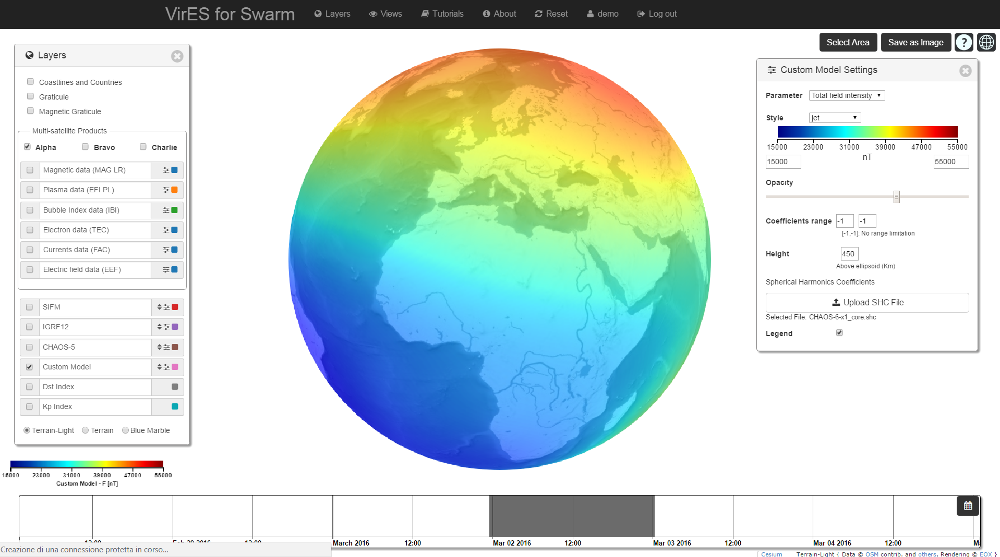 VirES for Swarm Layers Views Tutorials About Reset demo Log out
Select Area Save as Image ?
Layers
Coastlines and Countries
Graticule
Magnetic Graticule
Multi-satellite Products
Alpha Bravo Charlie
Magnetic data (MAG LR)
Plasma data (EFI PL)
Bubble Index data (IBI)
Electron data (TEC)
Currents data (FAC)
Electric field data (EEF)
SIFM
IGRF12
CHAOS-5
Custom Model
Dst Index
Kp Index
Terrain-Light Terrain Blue Marble
15000 23000 31000 39000 47000 55000
Custom Model - F [nT]
Custom Model Settings
Parameter Total field intensity
Style jet
15000 23000 31000 39000 47000 55000
nT
15000 55000
Opacity
Coefficients range -1 -1
[-1,-1]: No range limitation
Height 450
Above ellipsoid (Km)
Spherical Harmonics Coefficients
Upload SHC File
Selected File: CHAOS-6-x1_core.shc
Legend
12:00 Feb 29 2016 12:00 March 2016 12:00 Mar 02 2016 12:00 Mar 03 2016 12:00 Mar 04 2016 12:00
Creazione di una connessione protetta in corso...
Cesium Terrain-Light { Data © OSM contrib. and others, Rendering © EOX }